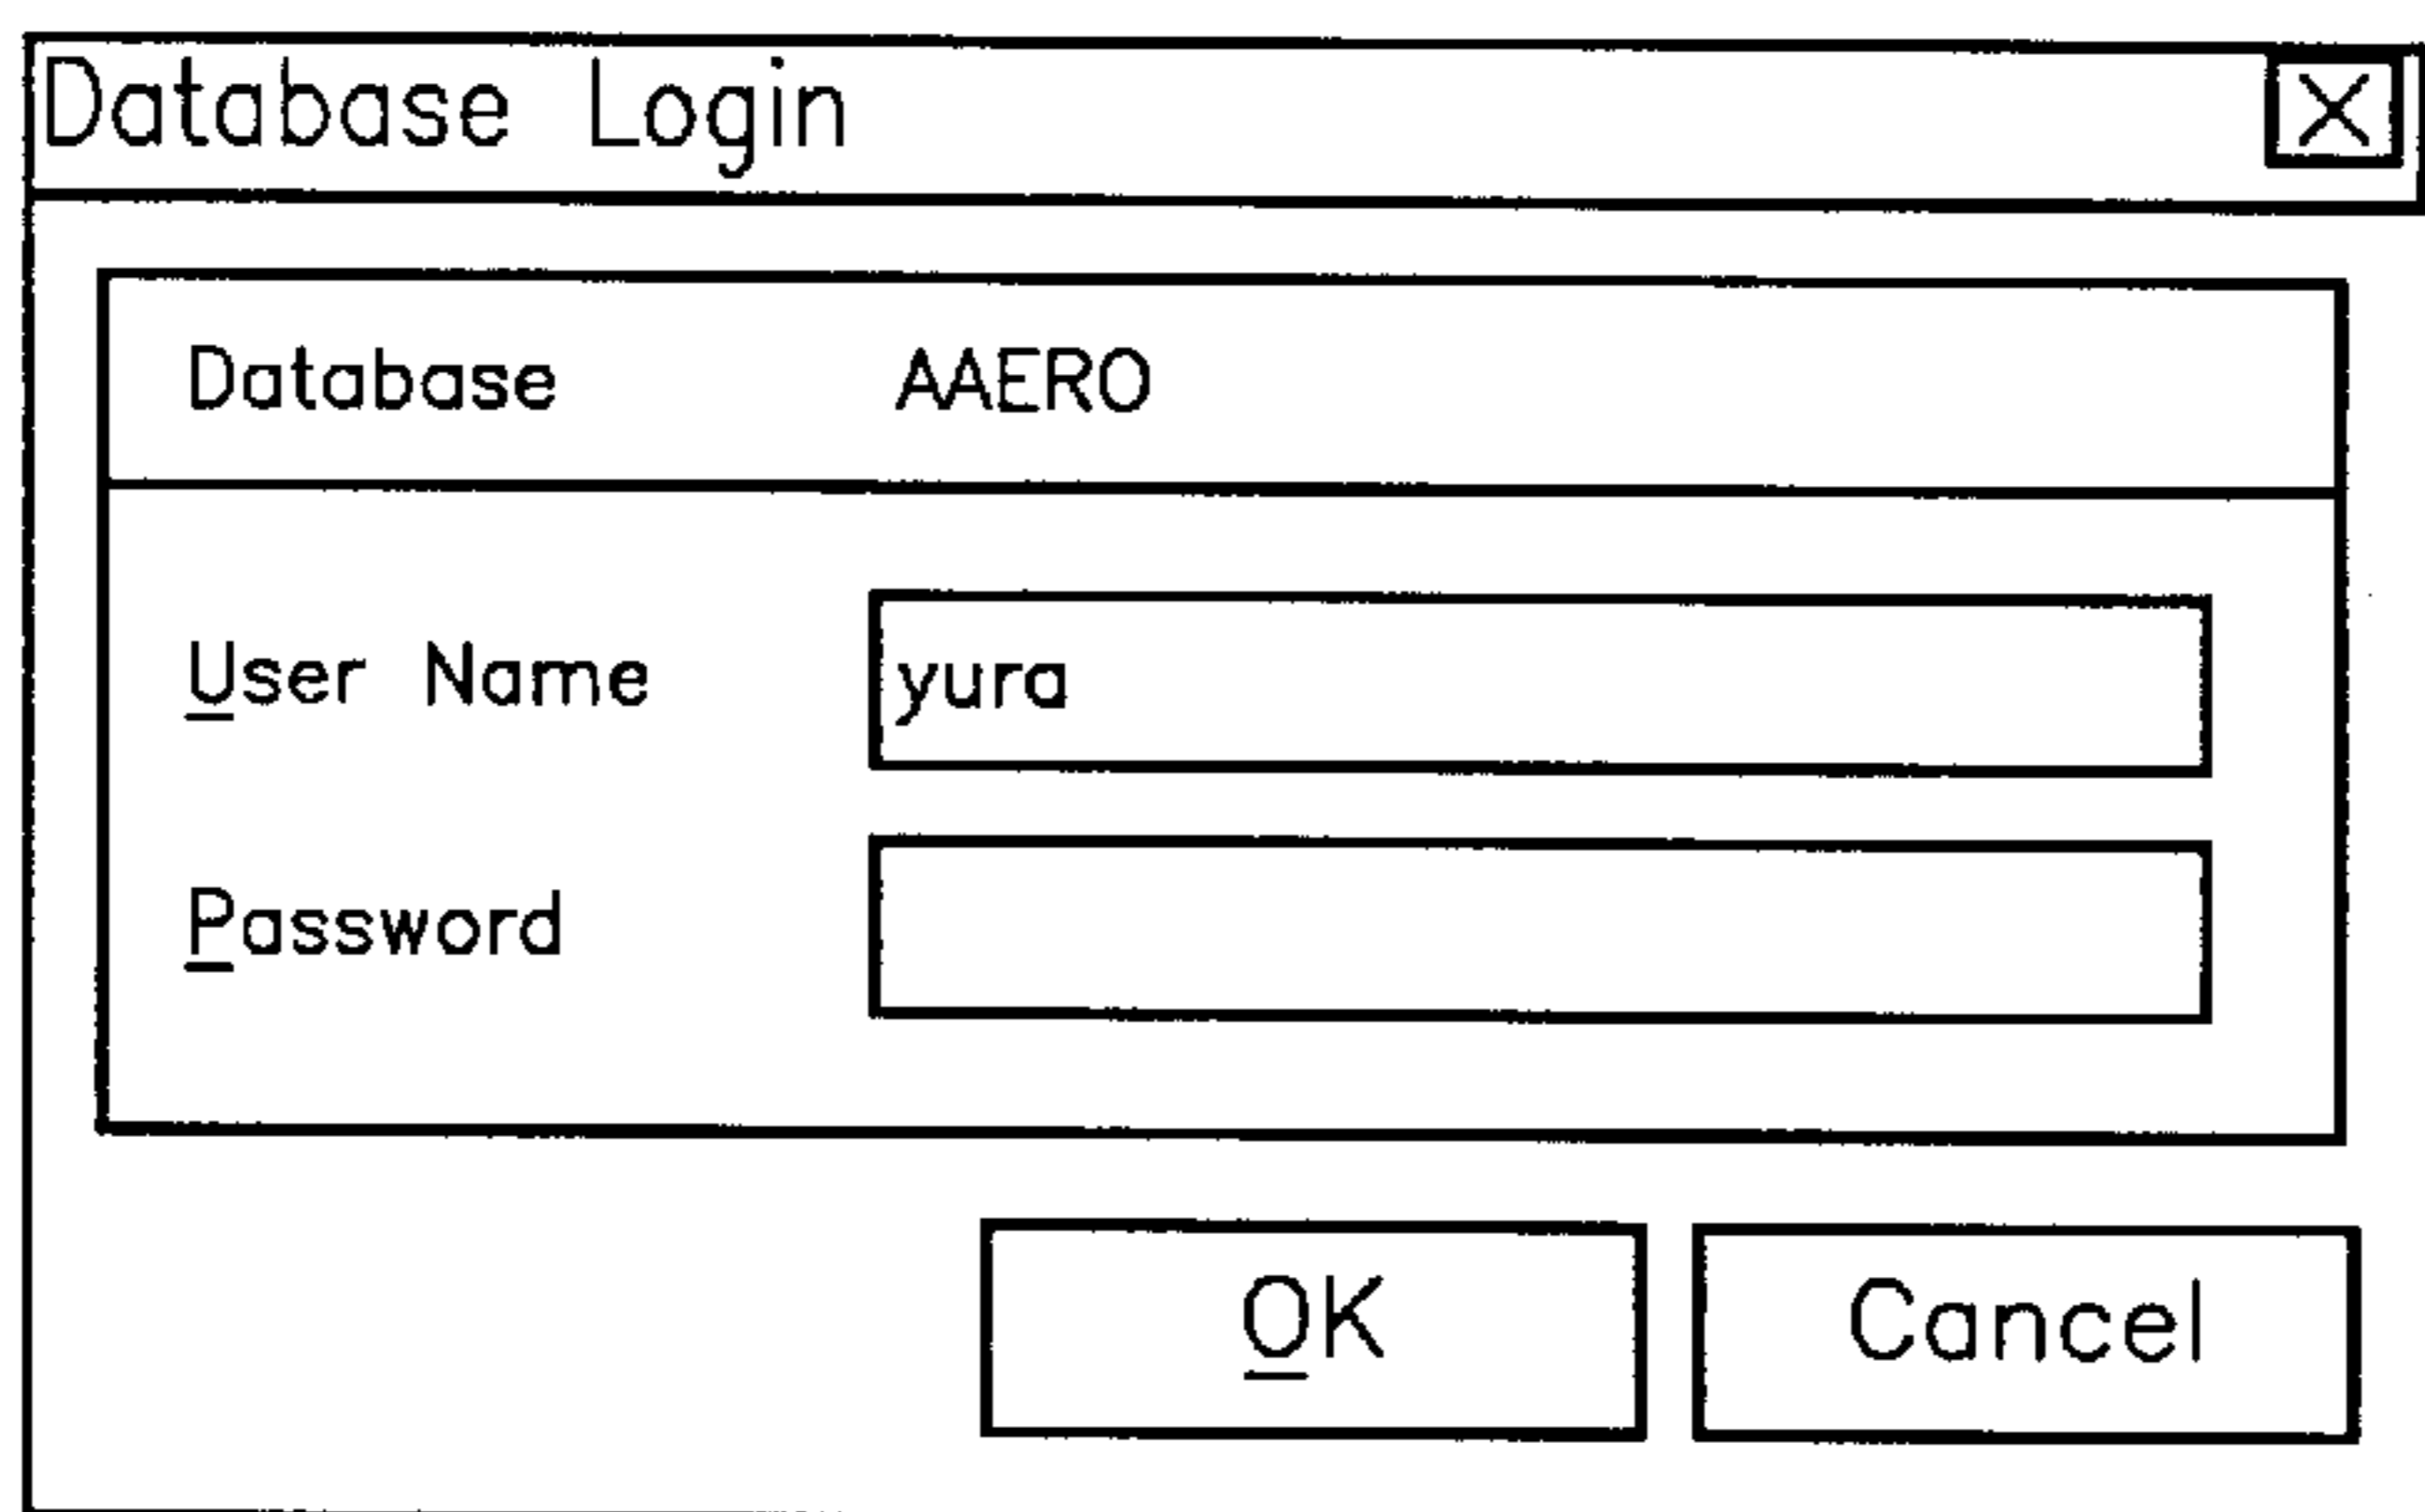 Database Login X
Database AAERO
User Name yura
Password
OK Cancel